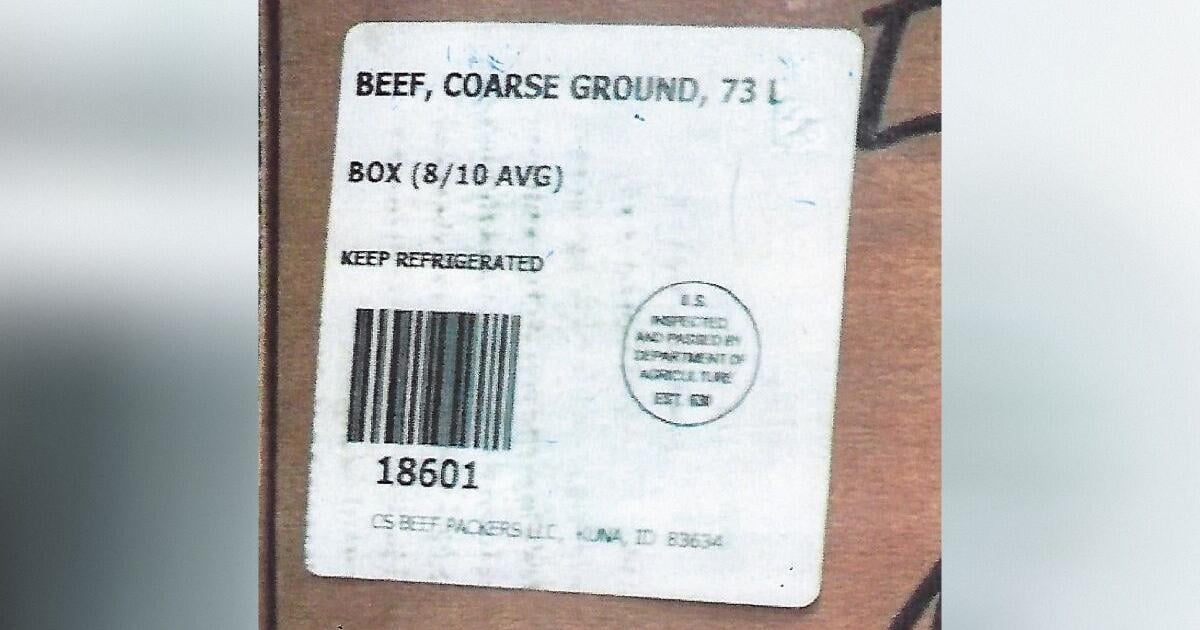 BEEF, COARSE GROUND, 73 L
BOX (8/10 AVG)
KEEP REFRIGERATED
U.S.
INSPECTED
AND PASSED BY
DEPARTMENT OF
AGRICULTURE
EST.
18601
CS BEEF PACKERS LLC, KUNA, ID 83634